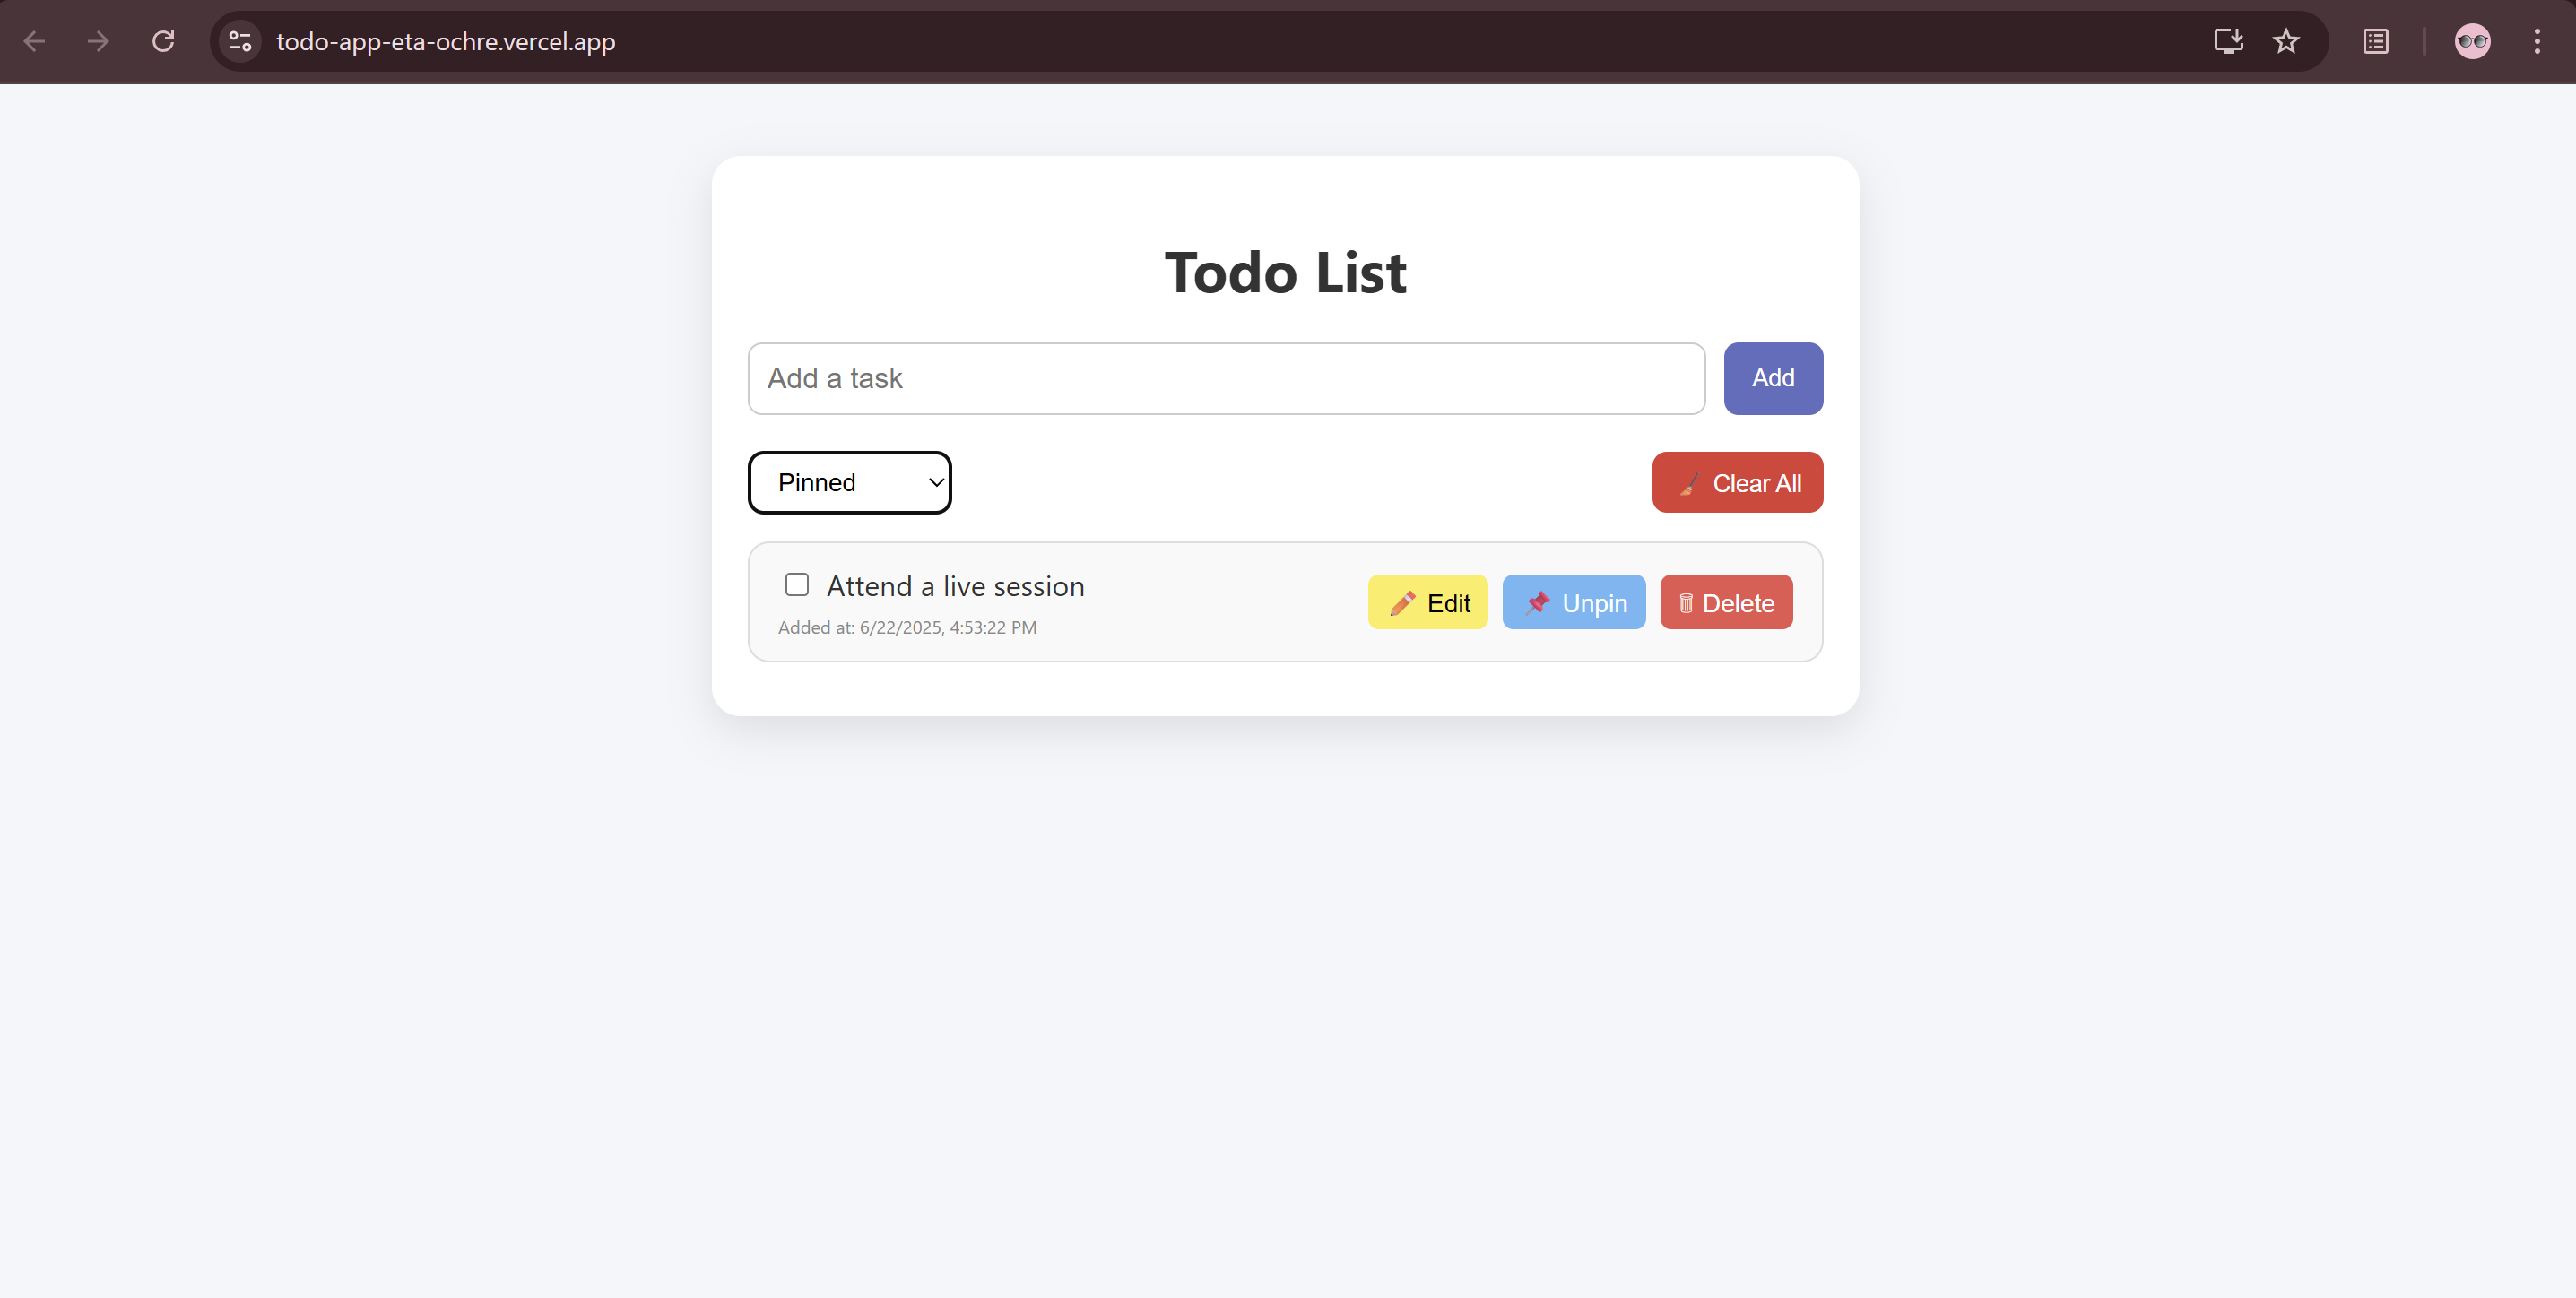 todo-app-eta-ochre.vercel.app
Todo List
Add a task
Add
Pinned
Clear All
Attend a live session
Added at: 6/22/2025, 4:53:22 PM
Edit
Unpin
Delete